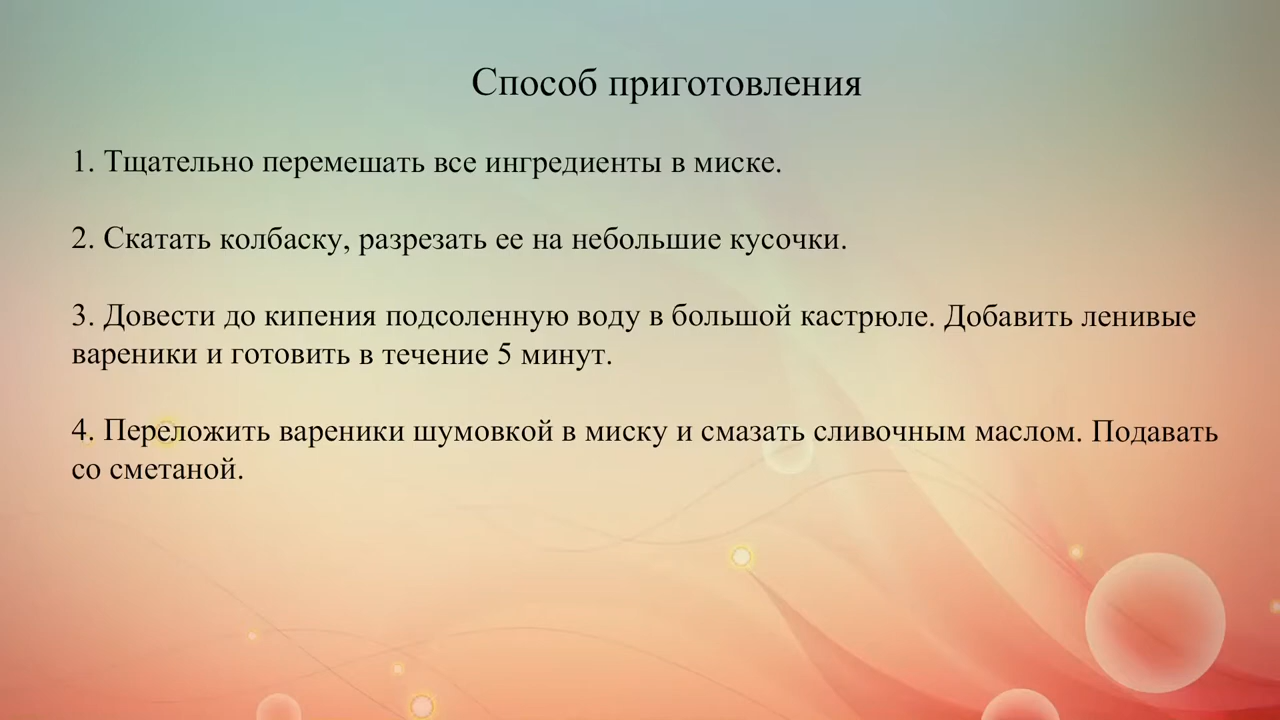 Способ приготовления
1. Тщательно перемешать все ингредиенты в миске.
2. Скатать колбаску, разрезать ее на небольшие кусочки.
3. Довести до кипения подсоленную воду в большой кастрюле. Добавить ленивые
вареники и готовить в течение 5 минут.
4. Переложить вареники шумовкой в миску и смазать сливочным маслом. Подавать
со сметаной.